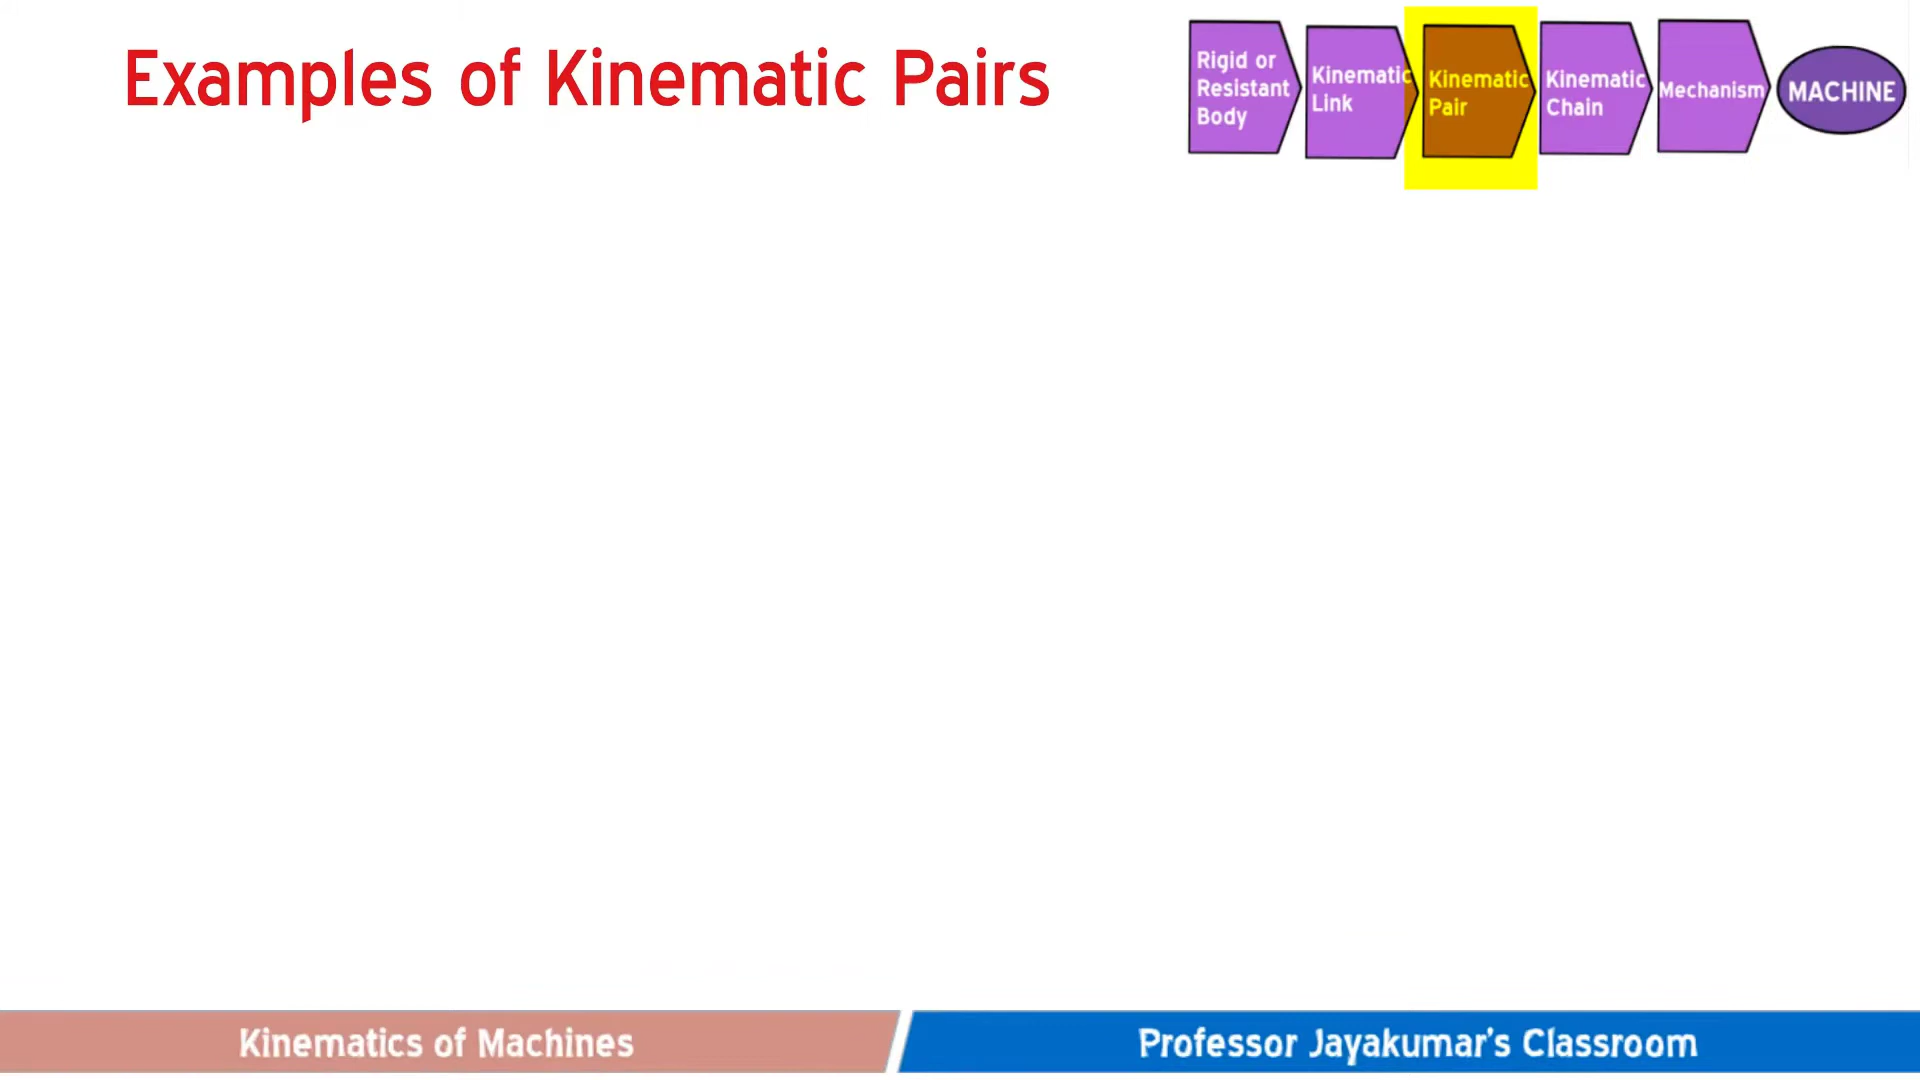 Examples of Kinematic Pairs
Rigid or
Resistant
Body
Kinematic
Link
Kinematic
Pair
Kinematic
Chain
Mechanism
MACHINE
Kinematics of Machines
Professor Jayakumar's Classroom